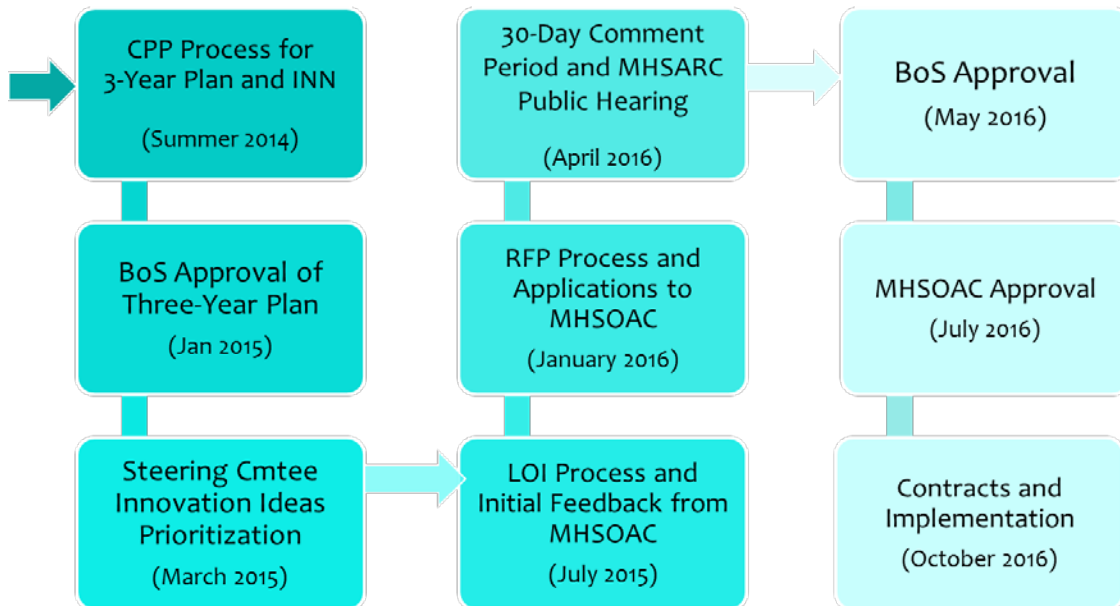 CPP Process for
3-Year Plan and INN
(Summer 2014)
BoS Approval of
Three-Year Plan
(Jan 2015)
Steering Cmtee
Innovation Ideas
Prioritization
(March 2015)
LOI Process and
Initial Feedback from
MHSOAC
(July 2015)
RFP Process and
Applications to
MHSOAC
(January 2016)
30-Day Comment
Period and MHSARC
Public Hearing
(April 2016)
BoS Approval
(May 2016)
MHSOAC Approval
(July 2016)
Contracts and
Implementation
(October 2016)